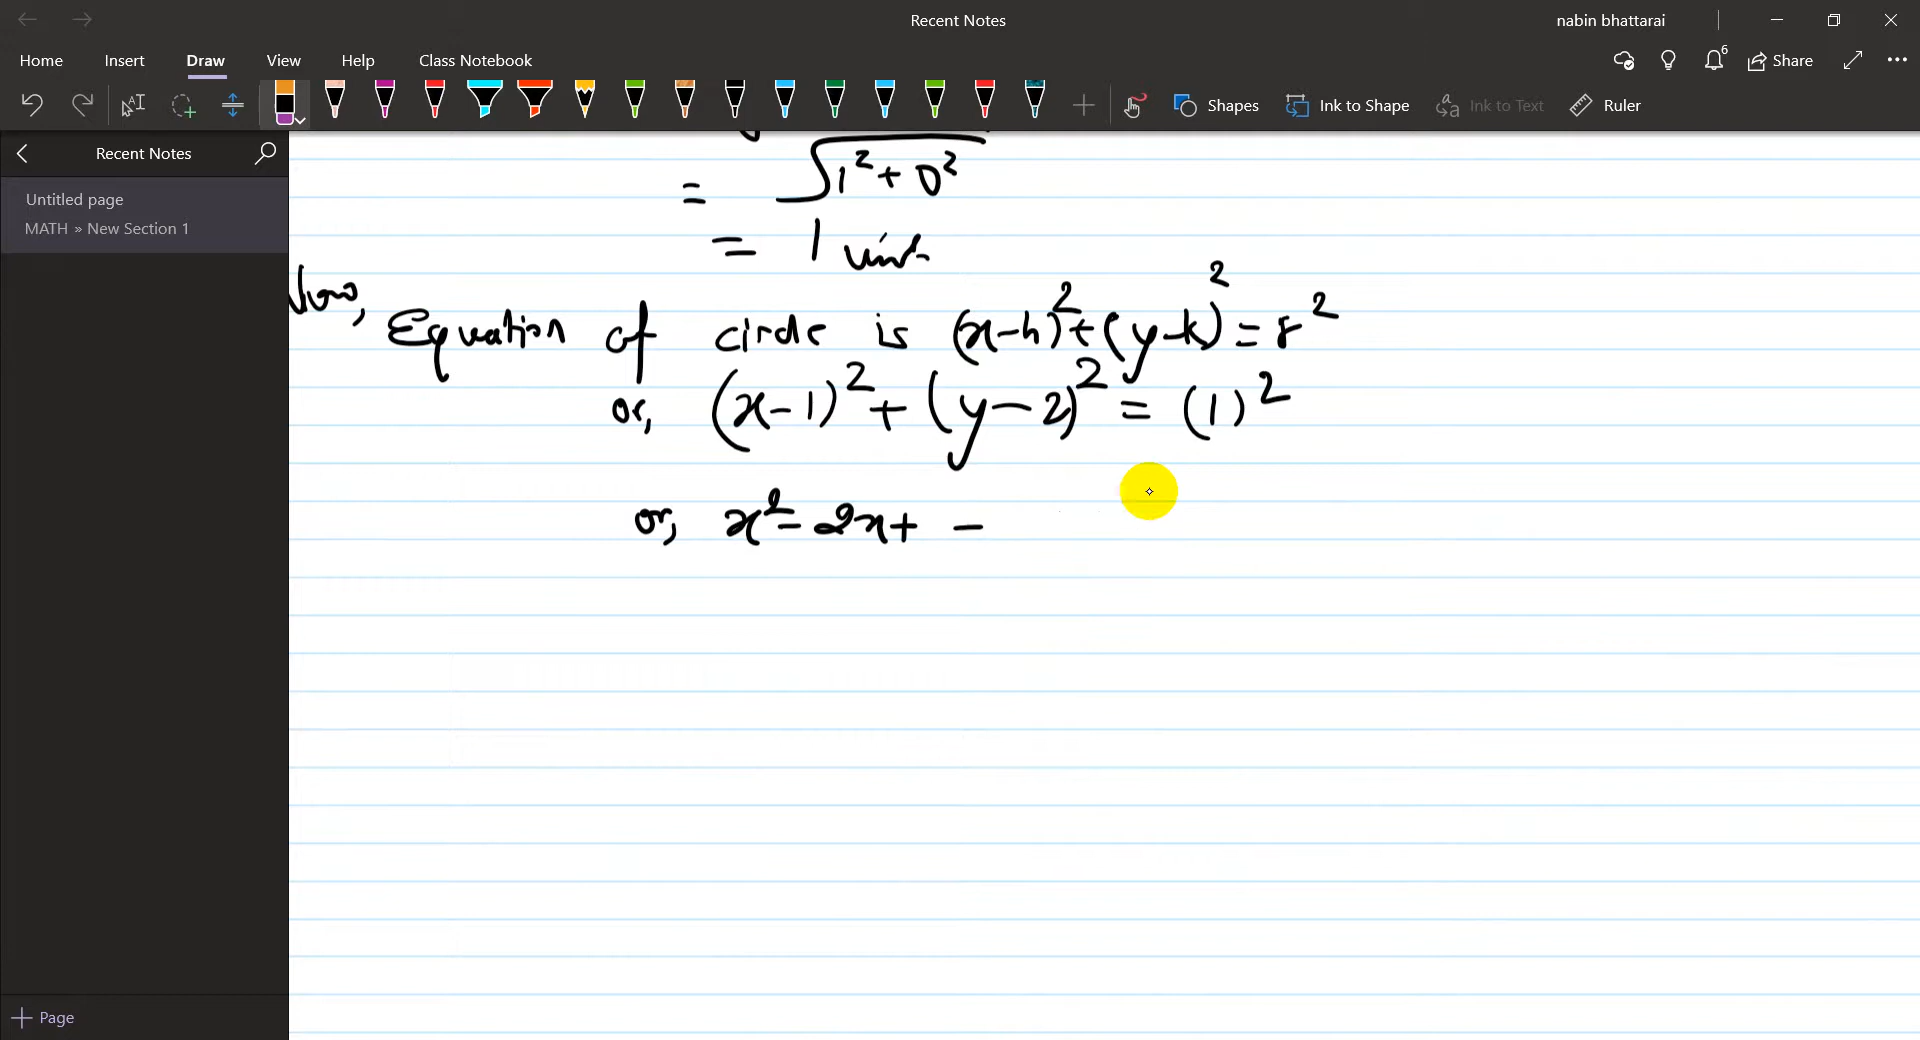 Recent Notes
nabin bhattarai
Home Insert Draw View Help Class Notebook
6
Share
Shapes Ink to Shape Ink to Text Ruler
Recent Notes
Untitled page
MATH » New Section 1
Page
= √1² + 0²
= 1 unit
Now,
Equation of circle is (x-h)² + (y-k)² = r²
or, (x-1)² + (y-2)² = (1)²
or, x² - 2x + -